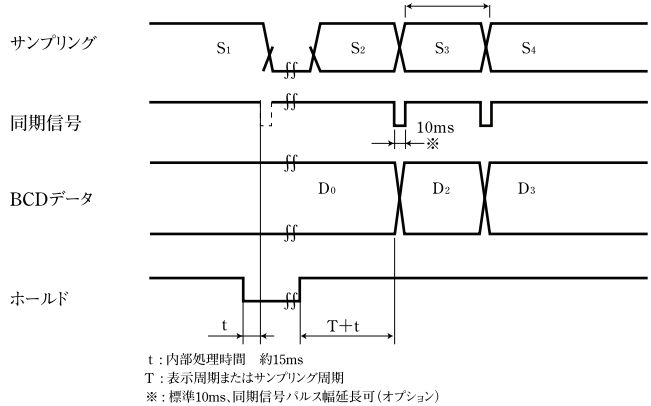 サンプリング S1 S2 S3 S4
同期信号
10ms
※
BCDデータ D0 D2 D3
ホールド
t T+t
t：内部処理時間　約15ms
T：表示周期またはサンプリング周期
※：標準10ms、同期信号パルス幅延長可（オプション）